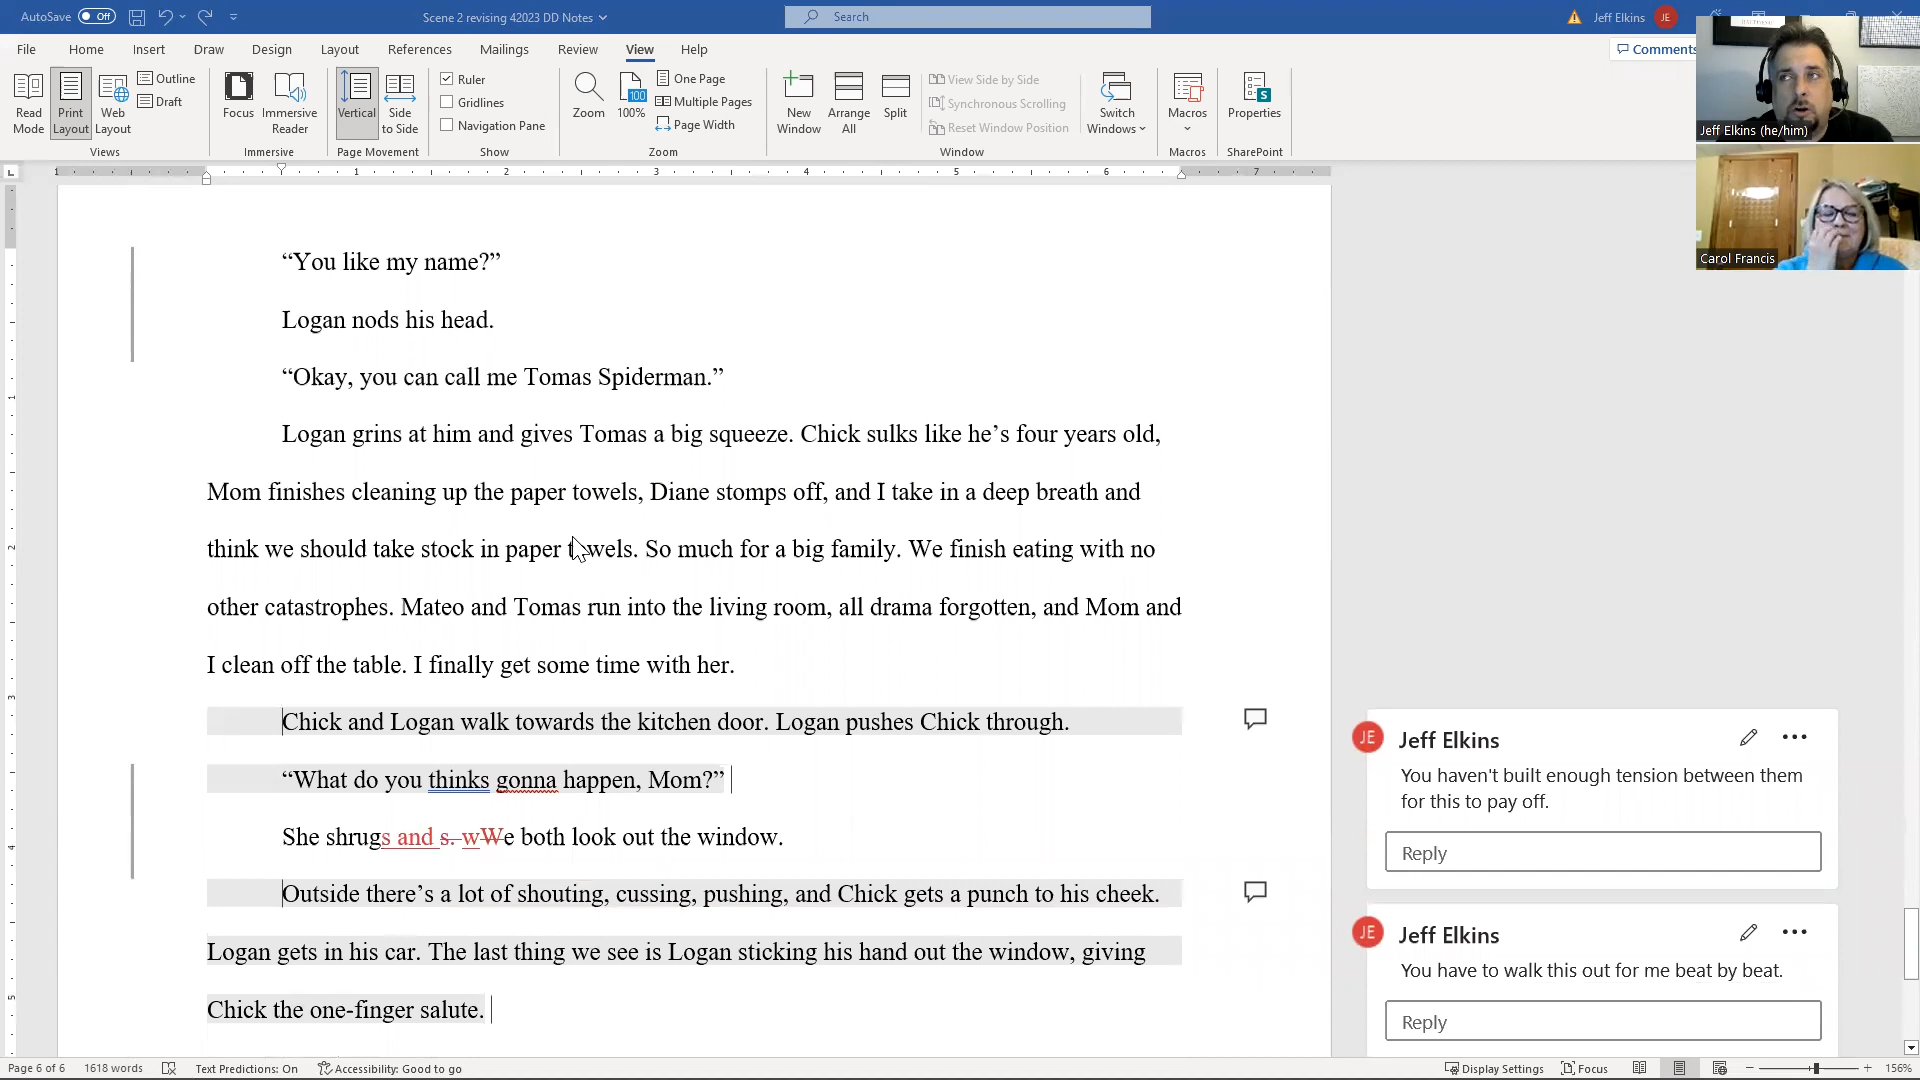 AutoSave Off
Scene 2 revising 42023 DD Notes
Search
Jeff Elkins JE
File Home Insert Draw Design Layout References Mailings Review View Help
Comments
Read Mode
Print Layout
Web Layout
Outline
Draft
Views
Focus
Immersive Reader
Immersive
Vertical
Side to Side
Page Movement
Ruler
Gridlines
Navigation Pane
Show
Zoom
100
100%
One Page
Multiple Pages
Page Width
Zoom
New Window
Arrange All
Split
View Side by Side
Synchronous Scrolling
Reset Window Position
Window
Switch Windows
Macros
Macros
Properties
SharePoint
Jeff Elkins (he/him)
Carol Francis
1 1 2 3 4 5 6 7
“You like my name?”
Logan nods his head.
“Okay, you can call me Tomas Spiderman.”
Logan grins at him and gives Tomas a big squeeze. Chick sulks like he’s four years old,
Mom finishes cleaning up the paper towels, Diane stomps off, and I take in a deep breath and
think we should take stock in paper towels. So much for a big family. We finish eating with no
other catastrophes. Mateo and Tomas run into the living room, all drama forgotten, and Mom and
I clean off the table. I finally get some time with her.
Chick and Logan walk towards the kitchen door. Logan pushes Chick through.
“What do you thinks gonna happen, Mom?”
She shrugs and s. wWe both look out the window.
Outside there’s a lot of shouting, cussing, pushing, and Chick gets a punch to his cheek.
Logan gets in his car. The last thing we see is Logan sticking his hand out the window, giving
Chick the one-finger salute.
JE Jeff Elkins
You haven't built enough tension between them
for this to pay off.
Reply
JE Jeff Elkins
You have to walk this out for me beat by beat.
Reply
Page 6 of 6 1618 words Text Predictions: On Accessibility: Good to go
Display Settings Focus 156%